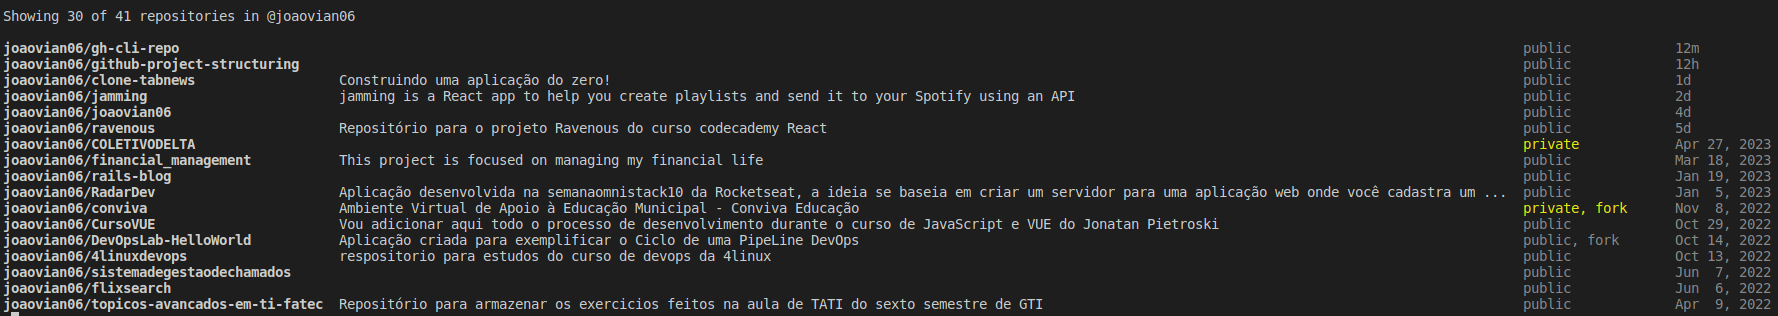 Showing 30 of 41 repositories in @joaovian06
joaovian06/gh-cli-repo public 12m
joaovian06/github-project-structuring public 12h
joaovian06/clone-tabnews Construindo uma aplicação do zero! public 1d
joaovian06/jamming jamming is a React app to help you create playlists and send it to your Spotify using an API public 2d
joaovian06/joaovian06 public 4d
joaovian06/ravenous Repositório para o projeto Ravenous do curso codecademy React public 5d
joaovian06/COLETIVODELTA private Apr 27, 2023
joaovian06/financial_management This project is focused on managing my financial life public Mar 18, 2023
joaovian06/rails-blog public Jan 19, 2023
joaovian06/RadarDev Aplicação desenvolvida na semanaomnistack10 da Rocketseat, a ideia se baseia em criar um servidor para uma aplicação web onde você cadastra um ... public Jan 5, 2023
joaovian06/conviva Ambiente Virtual de Apoio à Educação Municipal - Conviva Educação private, fork Nov 8, 2022
joaovian06/CursoVUE Vou adicionar aqui todo o processo de desenvolvimento durante o curso de JavaScript e VUE do Jonatan Pietroski public Oct 29, 2022
joaovian06/DevOpsLab-HelloWorld Aplicação criada para exemplificar o Ciclo de uma PipeLine DevOps public, fork Oct 14, 2022
joaovian06/4linuxdevops respositorio para estudos do curso de devops da 4linux public Oct 13, 2022
joaovian06/sistemadegestaodechamados public Jun 7, 2022
joaovian06/flixsearch public Jun 6, 2022
joaovian06/topicos-avancados-em-ti-fatec Repositório para armazenar os exercicios feitos na aula de TATI do sexto semestre de GTI public Apr 9, 2022